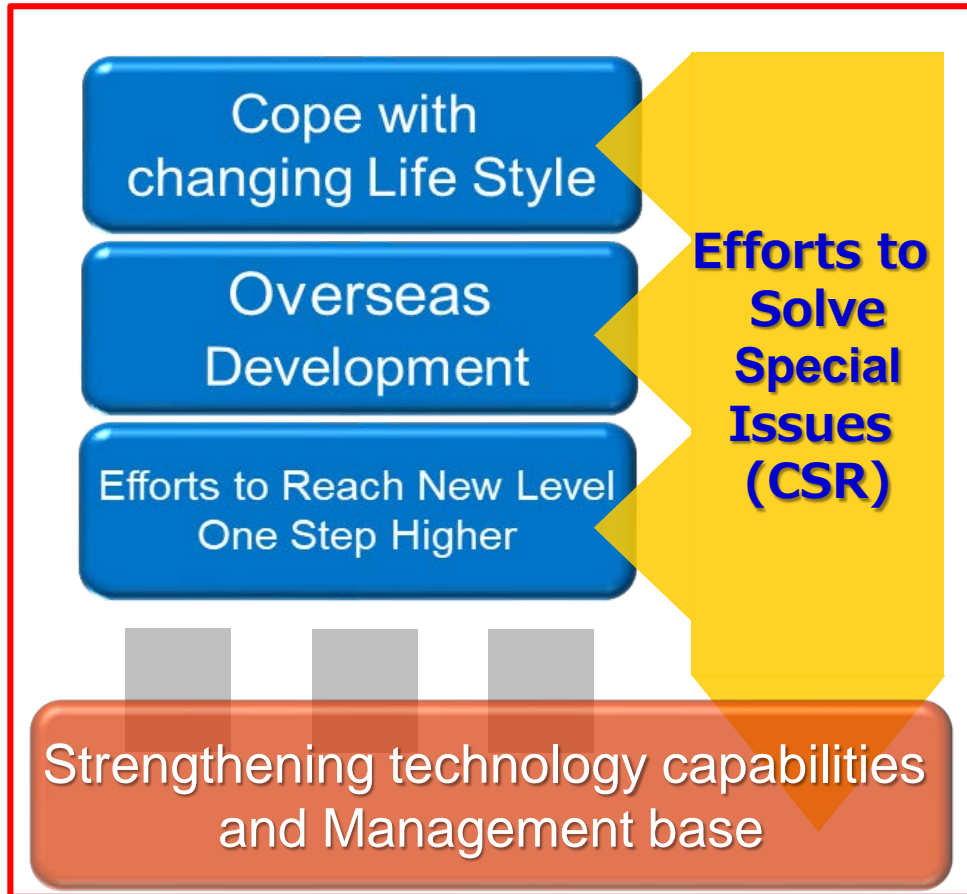 Cope with
changing Life Style
Overseas
Development
Efforts to Reach New Level
One Step Higher
Efforts to
Solve
Special
Issues
(CSR)
Strengthening technology capabilities
and Management base